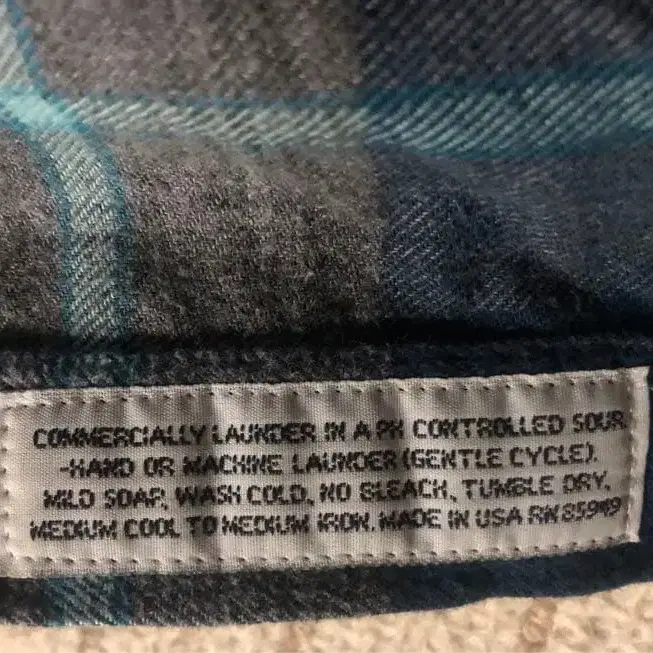 COMMERCIALLY LAUNDER IN A PH CONTROLLED SOUR
-HAND OR MACHINE LAUNDER (GENTLE CYCLE).
MILD SOAP, WASH COLD, NO BLEACH, TUMBLE DRY,
MEDIUM COOL TO MEDIUM IRON. MADE IN USA RN 85949